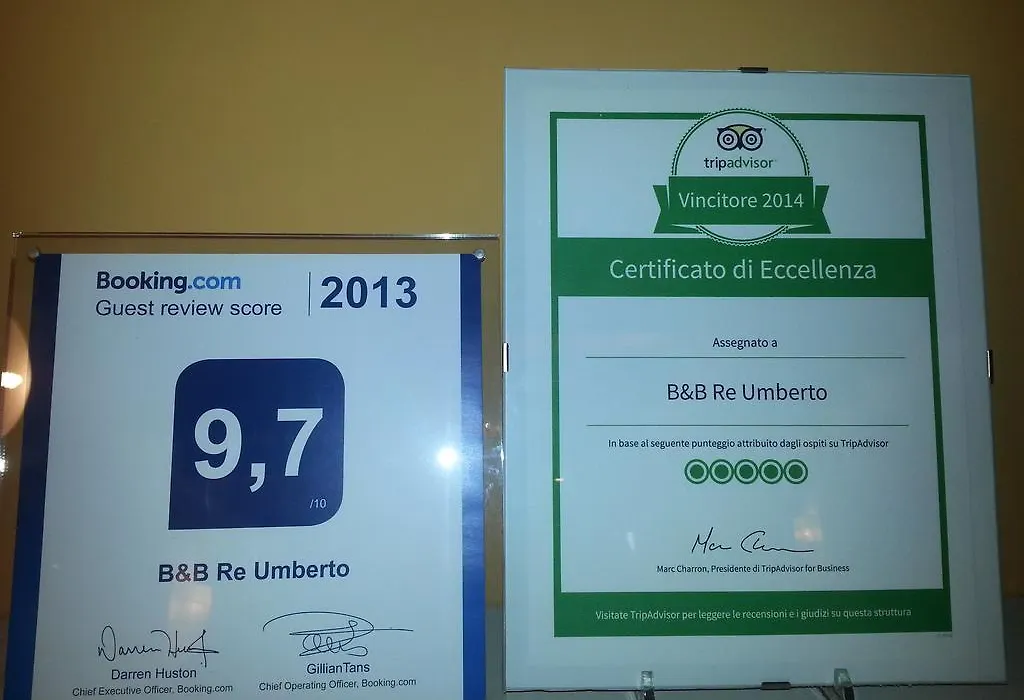 Booking.com
Guest review score
2013
9,7
/10
B&B Re Umberto
Darren Huston
Chief Executive Officer, Booking.com
GillianTans
Chief Operating Officer, Booking.com
tripadvisor
Vincitore 2014
Certificato di Eccellenza
Assegnato a
B&B Re Umberto
In base al seguente punteggio attribuito dagli ospiti su TripAdvisor
Marc Charron, Presidente di TripAdvisor for Business
Visitate TripAdvisor per leggere le recensioni e i giudizi su questa struttura